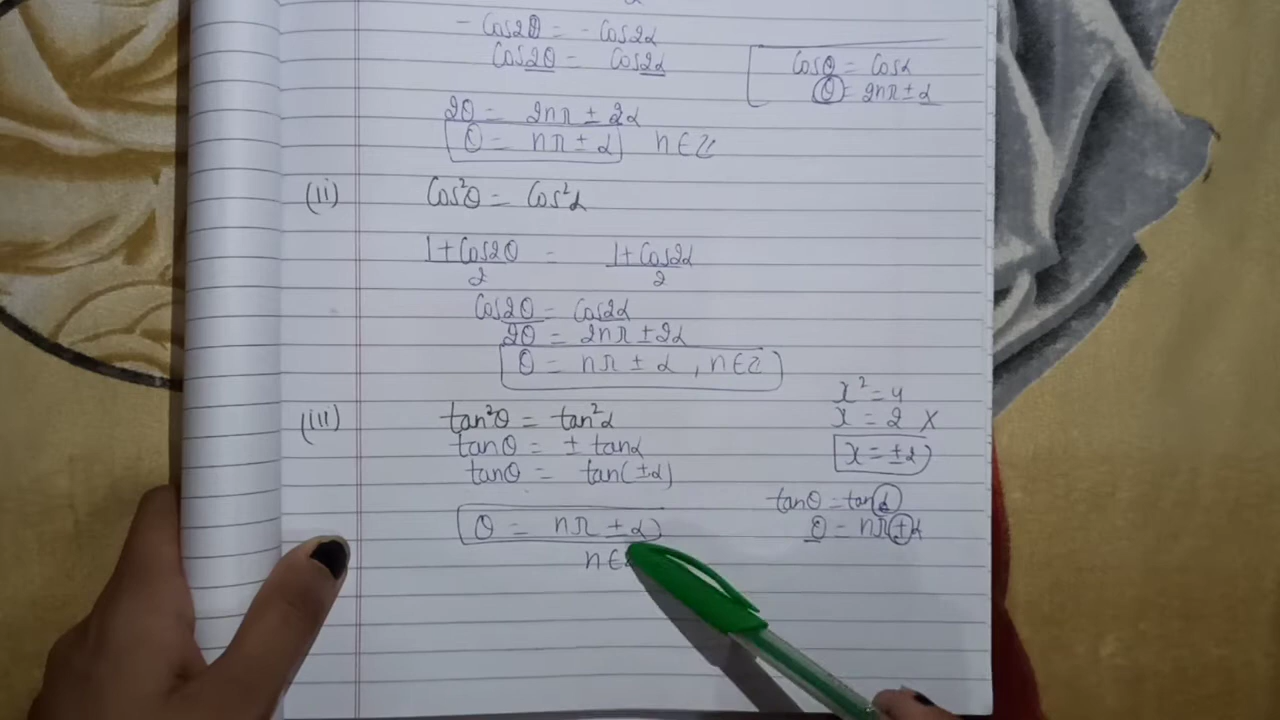 - Cos2θ = - Cos2α
Cos2θ = Cos2α
Cosθ = Cosα
θ = 2nπ ± α
2θ = 2nπ ± 2α
θ = nπ ± α n∈Z
(ii) Cos²θ = Cos²α
1+Cos2θ/2 = 1+Cos2α/2
Cos2θ = Cos2α
2θ = 2nπ ± 2α
θ = nπ ± α , n∈Z
(iii) tan²θ = tan²α
tanθ = ± tanα
tanθ = tan(±α)
x² = 4
x = 2 X
x = ±2
tanθ = tanα
θ = nπ ± α
θ = nπ ± α
n∈